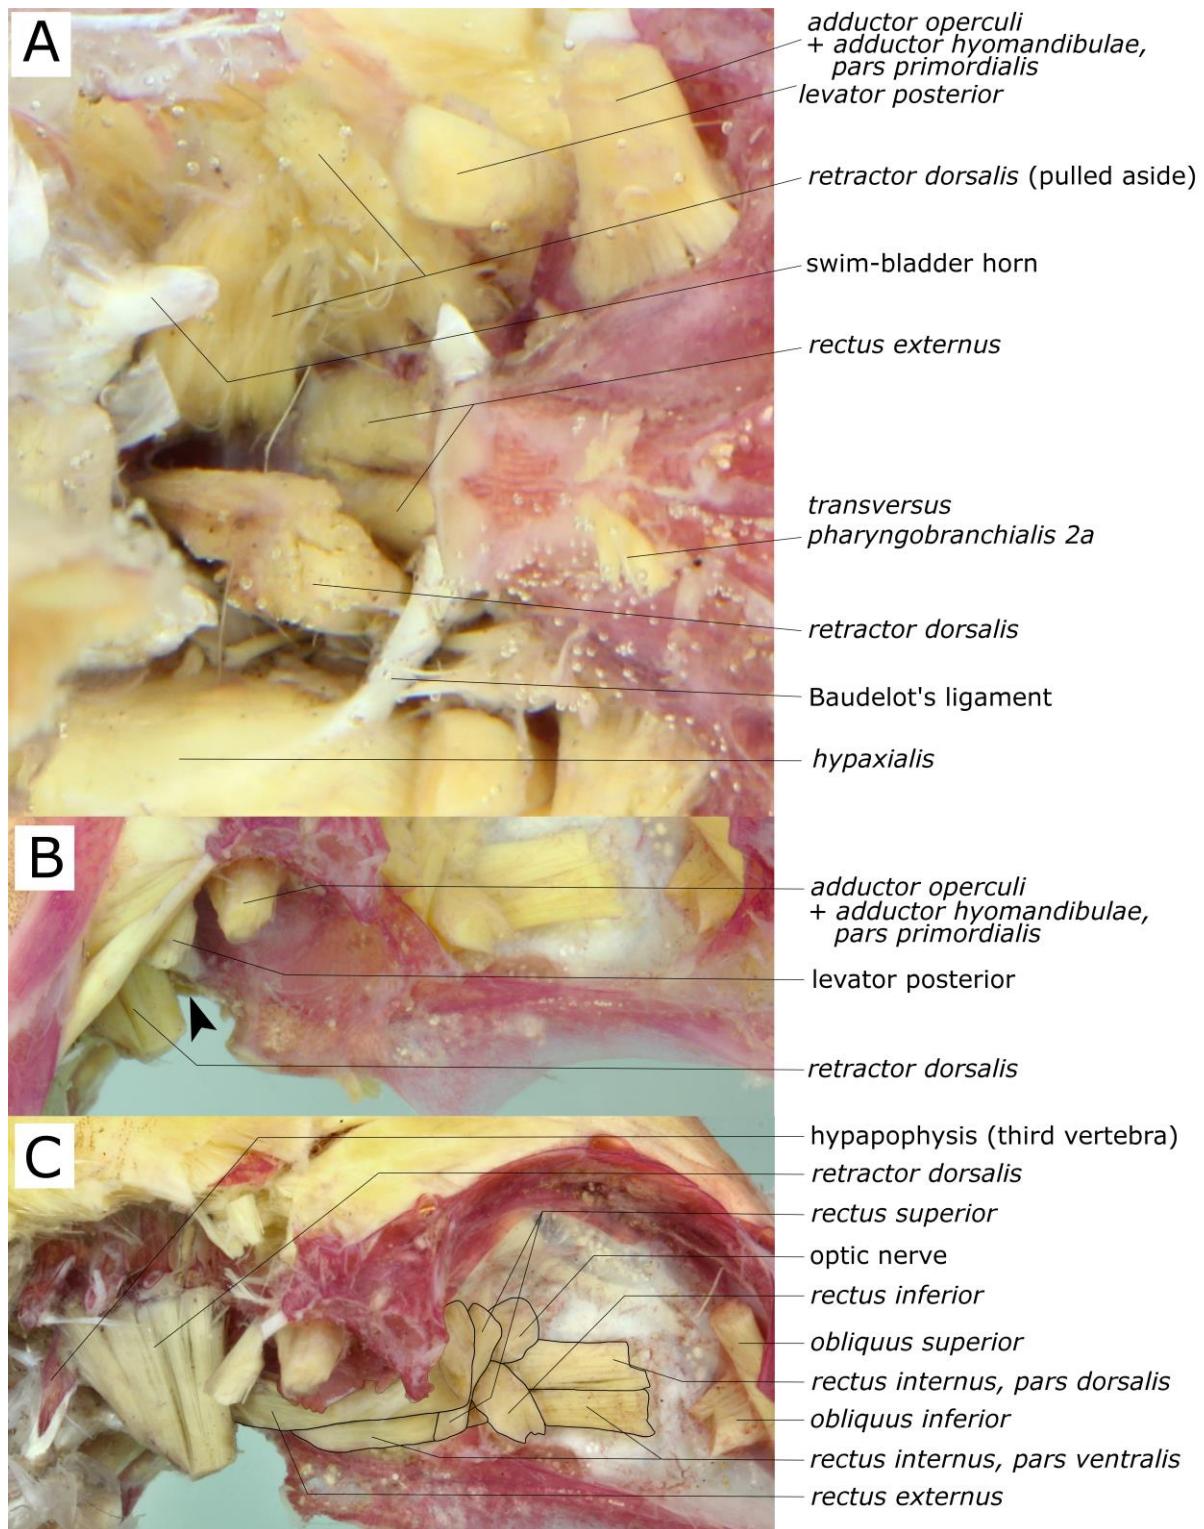 A
adductor operculi
+ adductor hyomandibulae,
pars primordialis
levator posterior
retractor dorsalis (pulled aside)
swim-bladder horn
rectus externus
transversus
pharyngobranchialis 2a
retractor dorsalis
Baudelot's ligament
hypaxialis
B
adductor operculi
+ adductor hyomandibulae,
pars primordialis
levator posterior
retractor dorsalis
C
hypapophysis (third vertebra)
retractor dorsalis
rectus superior
optic nerve
rectus inferior
obliquus superior
rectus internus, pars dorsalis
obliquus inferior
rectus internus, pars ventralis
rectus externus